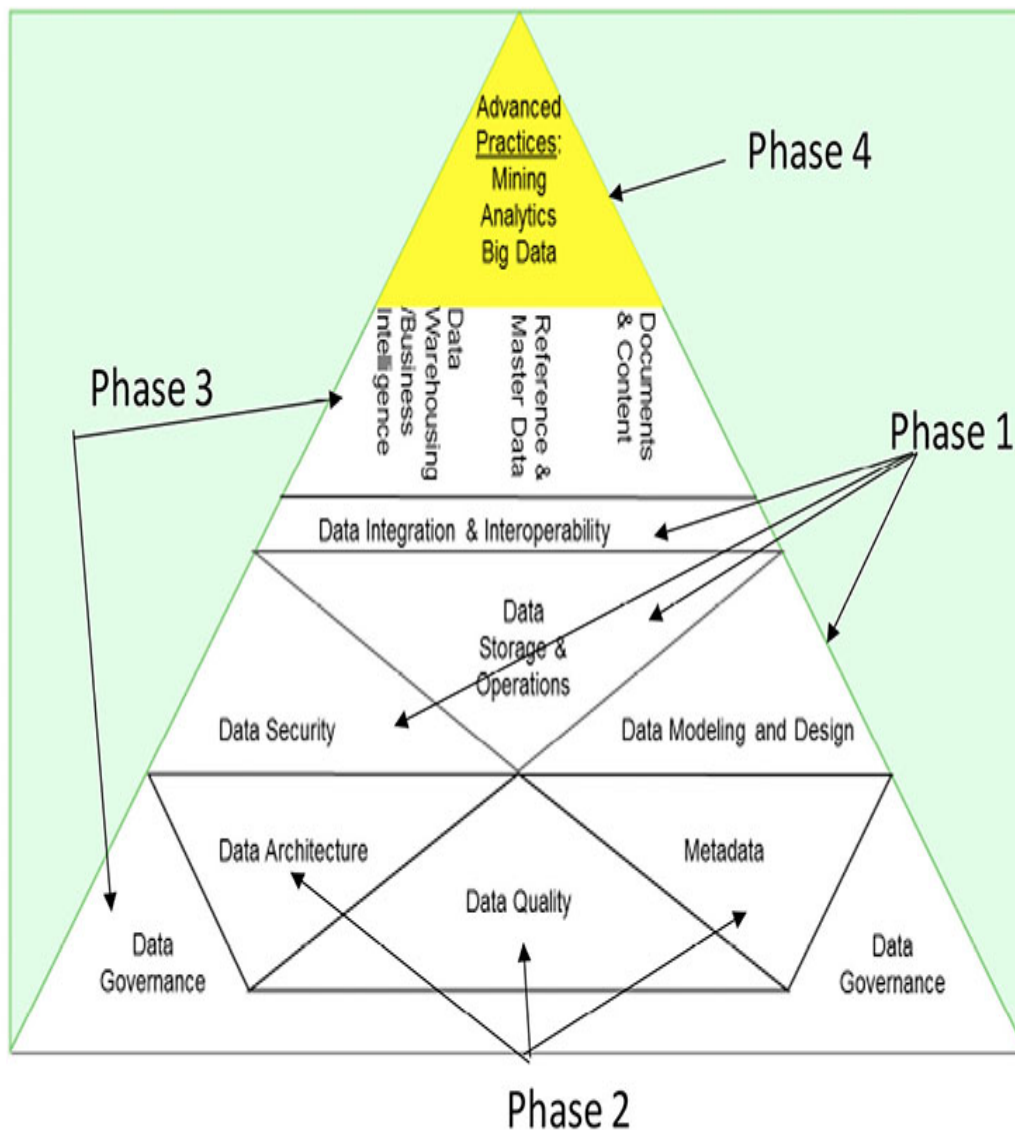 Advanced
Practices:
Mining
Analytics
Big Data
Phase 4
Phase 3
Data
Warehousing
/Business
Intelligence
Reference &
Master Data
Documents
& Content
Phase 1
Data Integration & Interoperability
Data
Storage &
Operations
Data Security
Data Modeling and Design
Data Architecture
Metadata
Data Quality
Data
Governance
Data
Governance
Phase 2